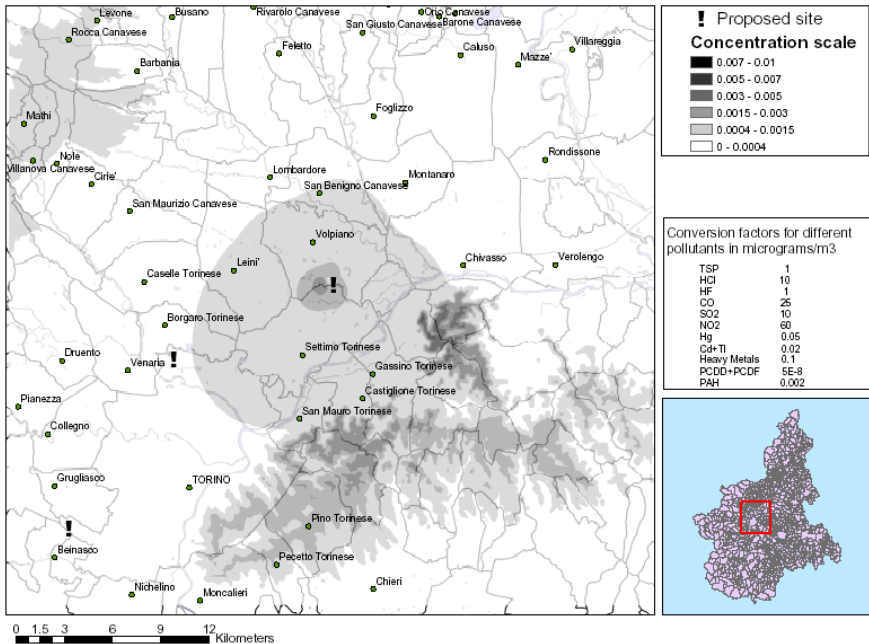 Levone
Busano
Rivarolo Canavese
Orio Canavese
Barone Canavese
San Giusto Canavese
Rocca Canavese
Feletto
Caluso
Mazze'
Villareggia
Barbania
Foglizzo
Mathi
Nole
Villanova Canavese
Cirie'
Lombardore
San Benigno Canavese
Montanaro
Rondissone
San Maurizio Canavese
Volpiano
Leini'
Chivasso
Verolengo
Caselle Torinese
!
Borgaro Torinese
Settimo Torinese
Druento
Venaria
!
Gassino Torinese
Castiglione Torinese
Pianezza
San Mauro Torinese
Collegno
Grugliasco
TORINO
!
Pino Torinese
Beinasco
Pecetto Torinese
Nichelino
Moncalieri
Chieri
0 1.5 3 6 9 12
Kilometers
! Proposed site
Concentration scale
0.007 - 0.01
0.005 - 0.007
0.003 - 0.005
0.0015 - 0.003
0.0004 - 0.0015
0 - 0.0004
Conversion factors for different
pollutants in micrograms/m3
TSP 1
HCl 10
HF 1
CO 25
SO2 10
NO2 60
Hg 0.05
Cd+Tl 0.02
Heavy Metals 0.1
PCDD+PCDF 5E-8
PAH 0.002